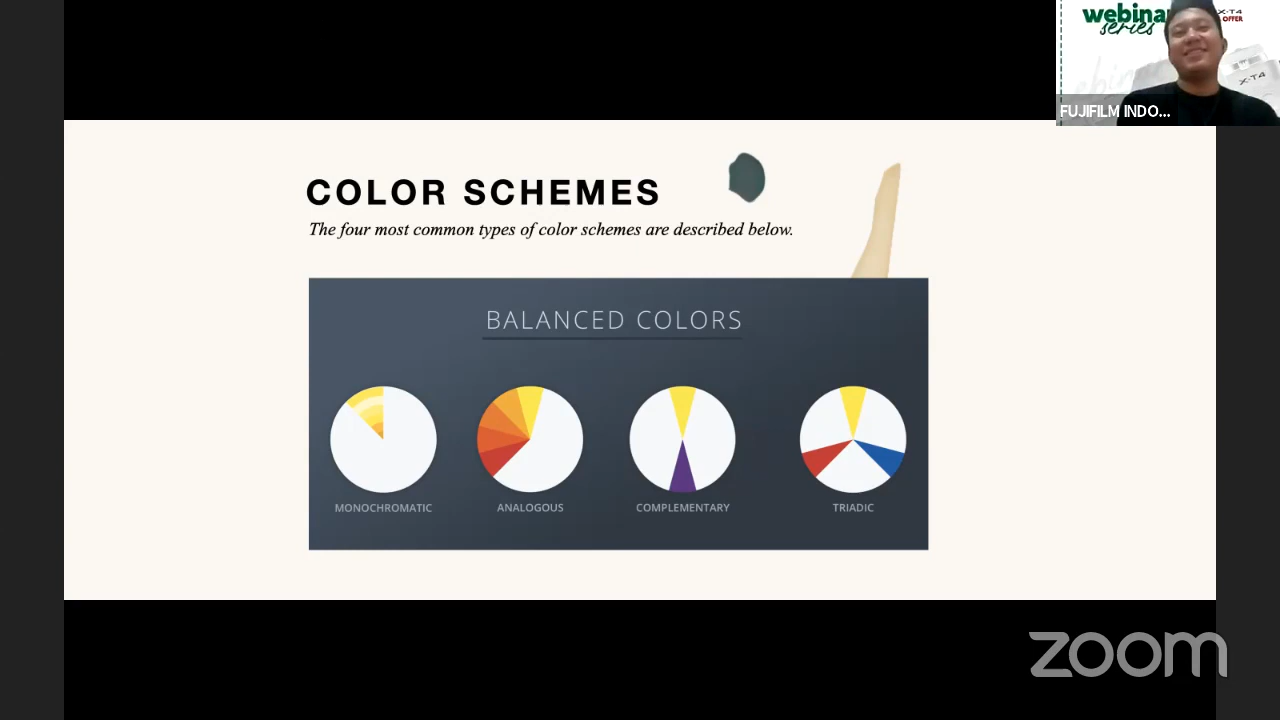 webina
series
X-T4
OFFER
X-T4
FUJIFILM INDO...
COLOR SCHEMES
The four most common types of color schemes are described below.
BALANCED COLORS
MONOCHROMATIC
ANALOGOUS
COMPLEMENTARY
TRIADIC
zoom